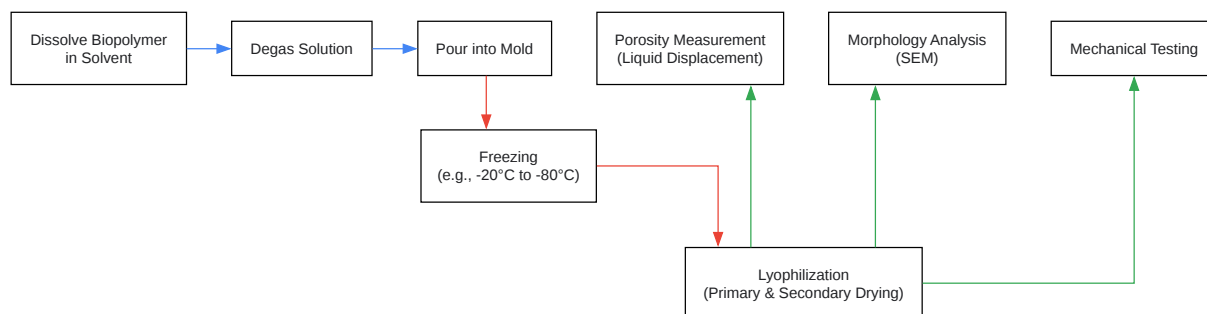 Dissolve Biopolymer
in Solvent
Degas Solution
Pour into Mold
Porosity Measurement
(Liquid Displacement)
Morphology Analysis
(SEM)
Mechanical Testing
Freezing
(e.g., -20°C to -80°C)
Lyophilization
(Primary & Secondary Drying)